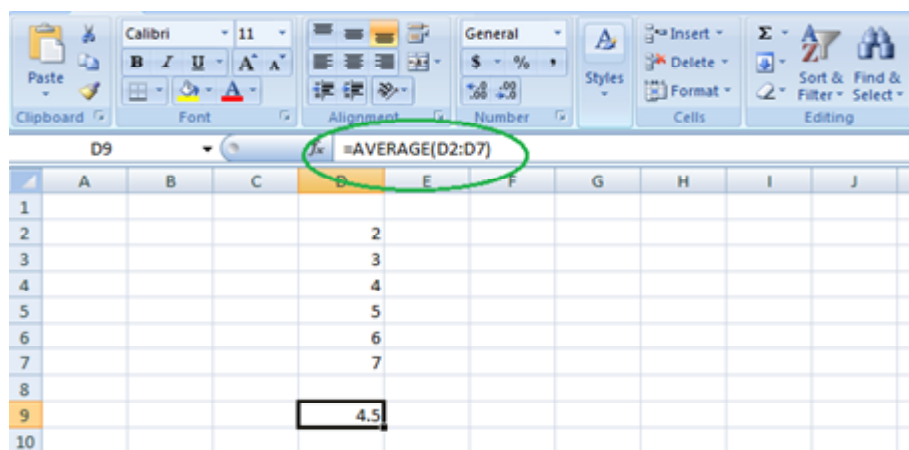 Calibri 11 General
Insert
B I U A A $ % ,
Delete
Paste Styles Sort & Find &
Format Filter Select
Clipboard Font Alignment Number Cells Editing
D9 fx =AVERAGE(D2:D7)
A B C D E F G H I J
1
2 2
3 3
4 4
5 5
6 6
7 7
8
9 4.5
10